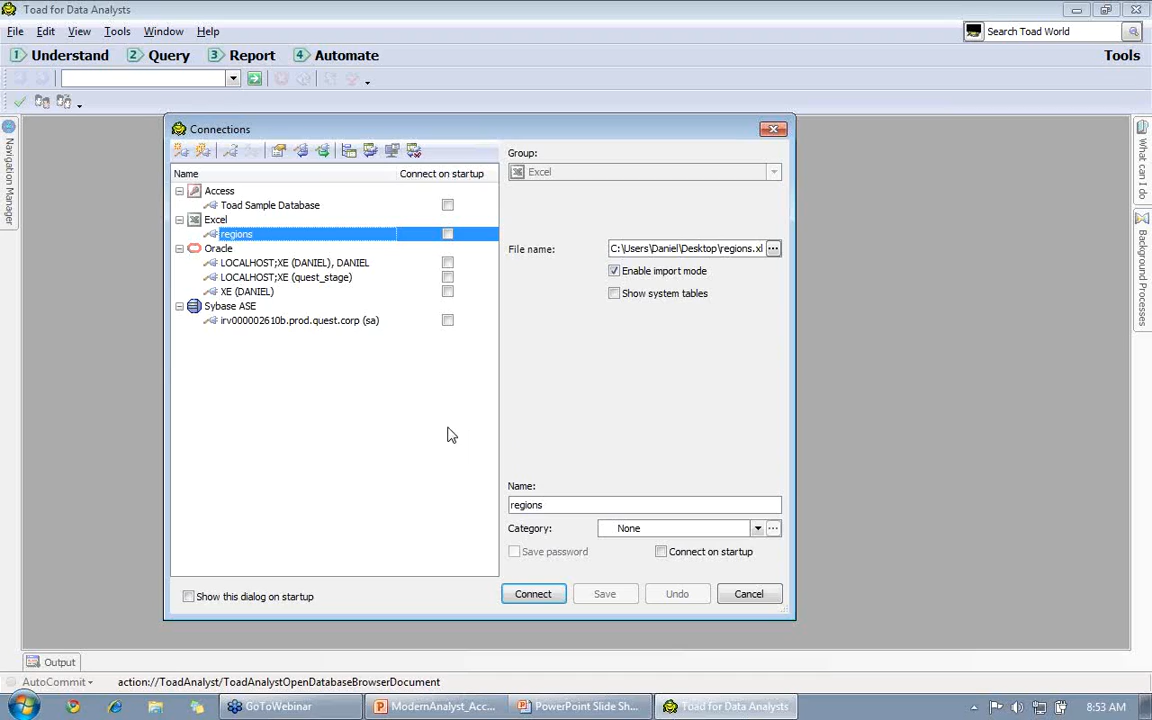 Toad for Data Analysts
File Edit View Tools Window Help
Search Toad World
1 Understand 2 Query 3 Report 4 Automate
Tools
Navigation Manager
What can I do
Background Processes
Connections
Name Connect on startup
Access
Toad Sample Database
Excel
regions
Oracle
LOCALHOST;XE (DANIEL), DANIEL
LOCALHOST;XE (quest_stage)
XE (DANIEL)
Sybase ASE
irv000002610b.prod.quest.corp (sa)
Show this dialog on startup
Group:
Excel
File name: C:\Users\Daniel\Desktop\regions.xl
Enable import mode
Show system tables
Name:
regions
Category: None
Save password Connect on startup
Connect Save Undo Cancel
Output
AutoCommit action://ToadAnalyst/ToadAnalystOpenDatabaseBrowserDocument
GoToWebinar ModernAnalyst_Acc... PowerPoint Slide Sh... Toad for Data Analysts 8:53 AM